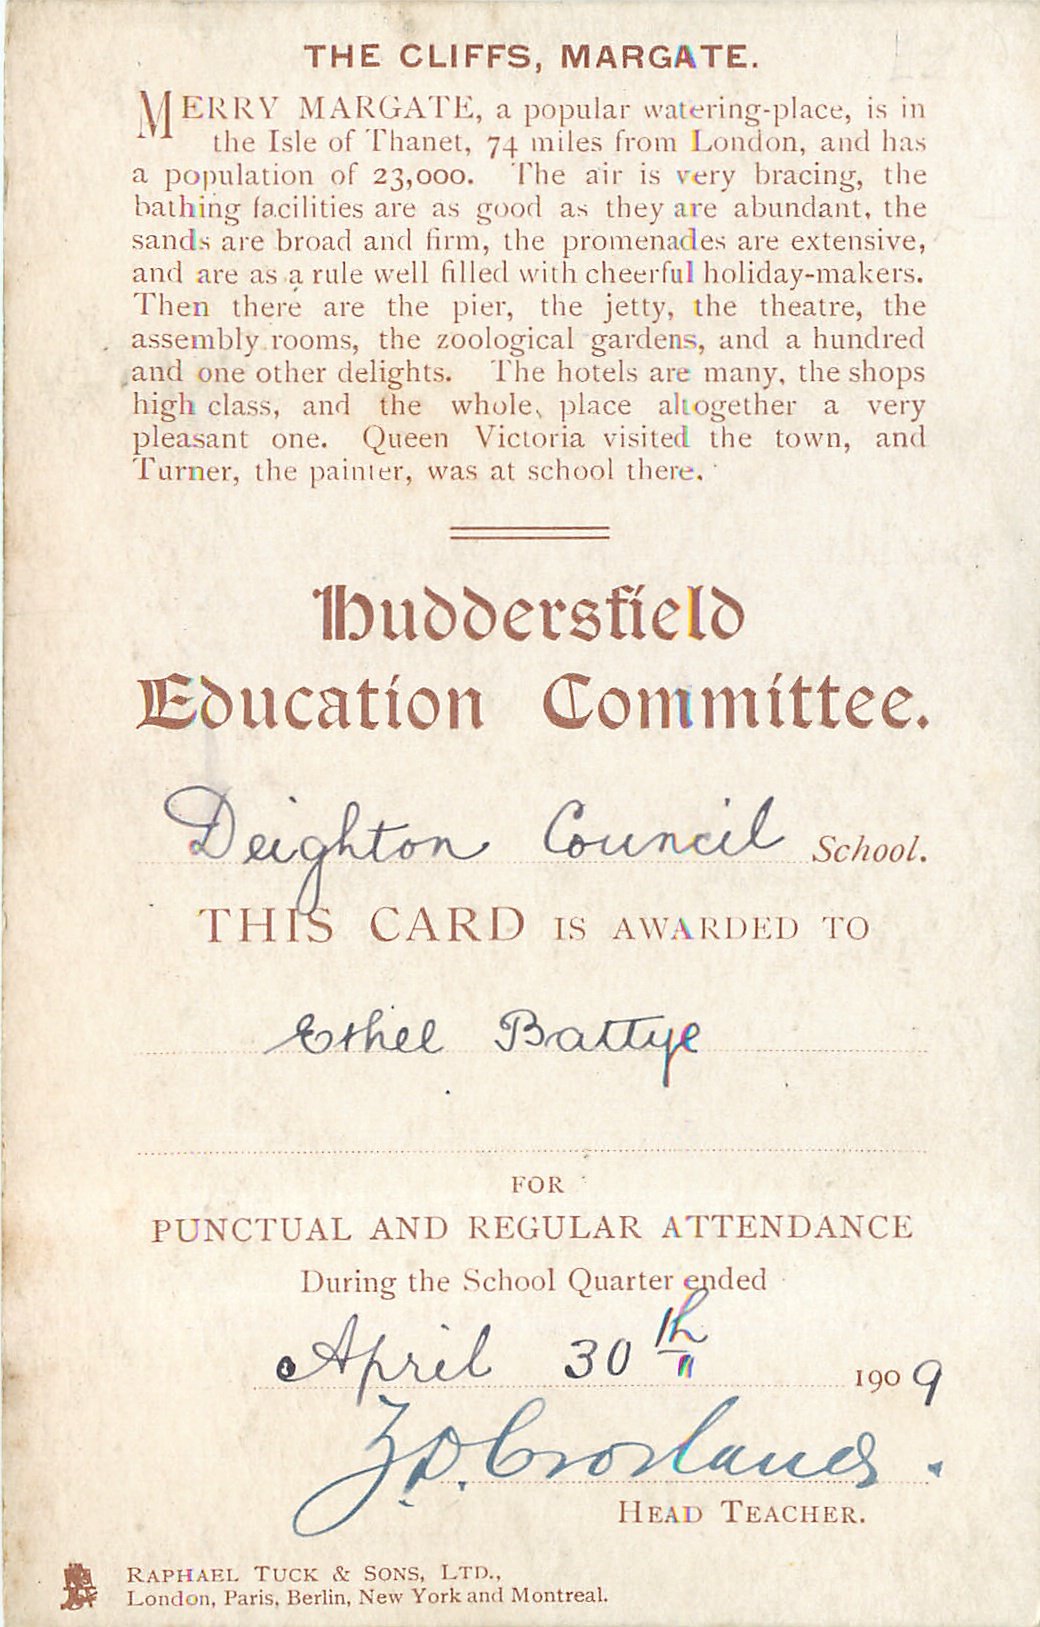 THE CLIFFS, MARGATE.
MERRY MARGATE, a popular watering-place, is in
the Isle of Thanet, 74 miles from London, and has
a population of 23,000. The air is very bracing, the
bathing facilities are as good as they are abundant, the
sands are broad and firm, the promenades are extensive,
and are as a rule well filled with cheerful holiday-makers.
Then there are the pier, the jetty, the theatre, the
assembly rooms, the zoological gardens, and a hundred
and one other delights. The hotels are many, the shops
high class, and the whole place altogether a very
pleasant one. Queen Victoria visited the town, and
Turner, the painter, was at school there.
Huddersfield
Education Committee.
Deighton Council School.
THIS CARD IS AWARDED TO
Ethel Battye
FOR
PUNCTUAL AND REGULAR ATTENDANCE
During the School Quarter ended
April 30th 1909
D. Crosland.
HEAD TEACHER.
RAPHAEL TUCK & SONS, LTD.,
London, Paris, Berlin, New York and Montreal.